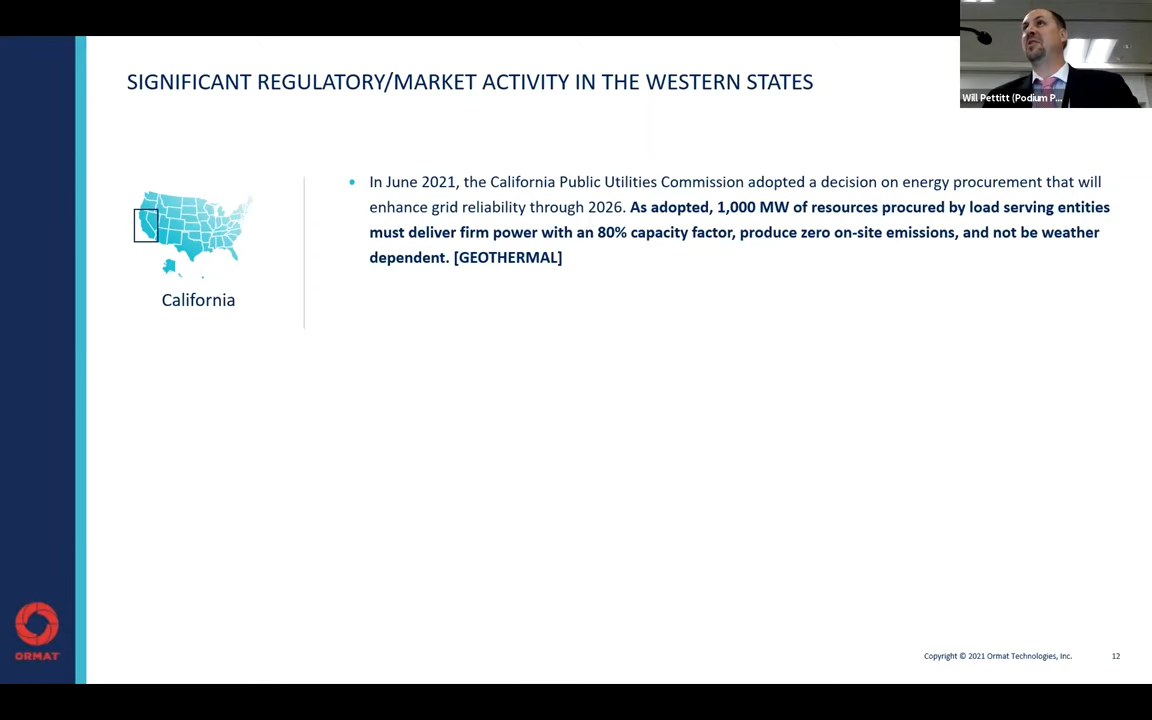 SIGNIFICANT REGULATORY/MARKET ACTIVITY IN THE WESTERN STATES
Will Pettitt (Podium P...
• In June 2021, the California Public Utilities Commission adopted a decision on energy procurement that will
enhance grid reliability through 2026. As adopted, 1,000 MW of resources procured by load serving entities
must deliver firm power with an 80% capacity factor, produce zero on-site emissions, and not be weather
dependent. [GEOTHERMAL]
California
ORMAT
Copyright © 2021 Ormat Technologies, Inc.
12